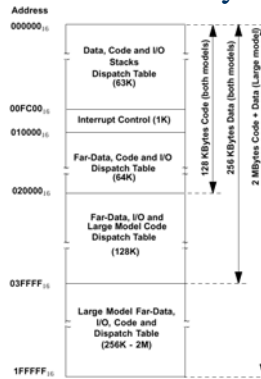 Address
000000₁₆
Data, Code and I/O
Stacks
Dispatch Table
(63K)
00FC00₁₆
Interrupt Control (1K)
010000₁₆
Far-Data, Code and I/O
Dispatch Table
(64K)
020000₁₆
Far-Data, I/O and
Large Model Code
Dispatch Table
(128K)
03FFFF₁₆
Large Model Far-Data,
I/O, Code and
Dispatch Table
(256K - 2M)
1FFFFF₁₆
128 KBytes Code (both models)
256 KBytes Data (both models)
2 MBytes Code + Data (Large model)